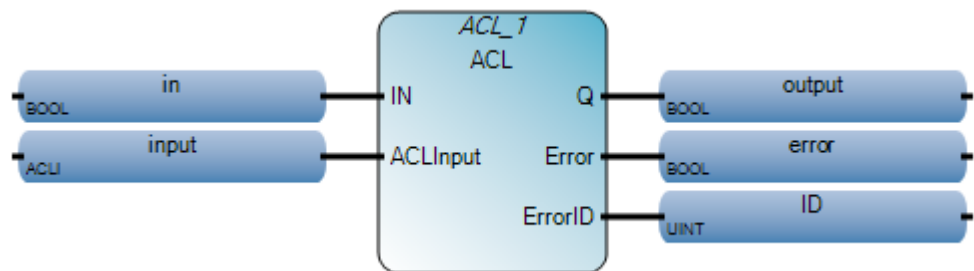 ACL_1
ACL
in
BOOL
IN
Q
output
BOOL
input
ACLI
ACLInput
Error
error
BOOL
ErrorID
ID
UINT